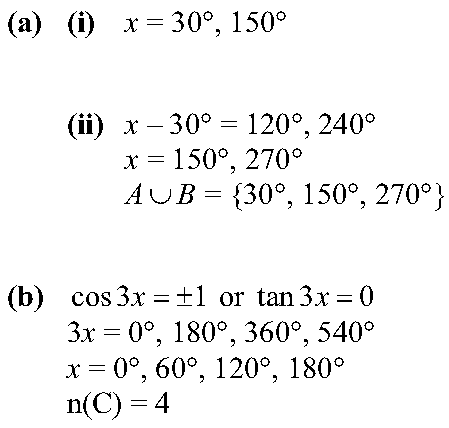 (a) (i) x = 30°, 150°
(ii) x – 30° = 120°, 240°
x = 150°, 270°
A ∪ B = {30°, 150°, 270°}
(b) cos 3x = ±1 or tan 3x = 0
3x = 0°, 180°, 360°, 540°
x = 0°, 60°, 120°, 180°
n(C) = 4